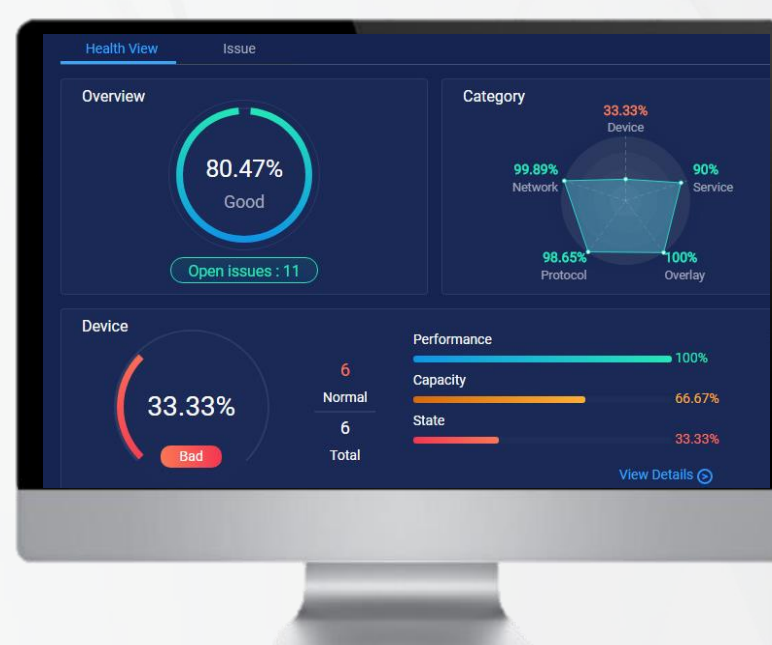 Health View Issue
Overview
80.47%
Good
Open issues : 11
Category
33.33%
Device
99.89%
Network
90%
Service
98.65%
Protocol
100%
Overlay
Device
33.33%
Bad
6
Normal
6
Total
Performance
100%
Capacity
66.67%
State
33.33%
View Details